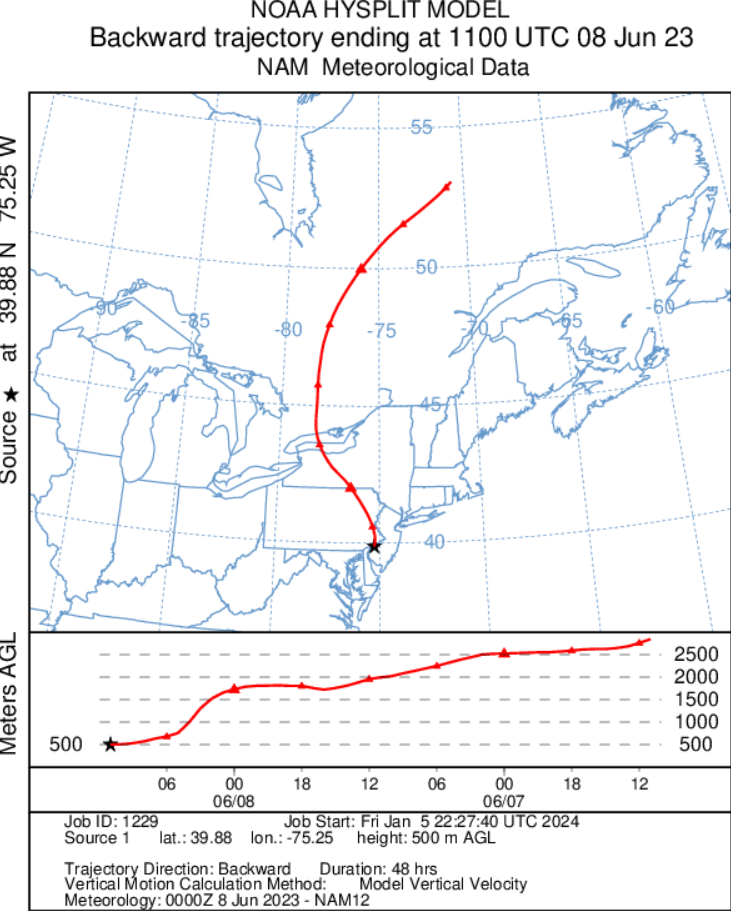 NOAA HYSPLIT MODEL
Backward trajectory ending at 1100 UTC 08 Jun 23
NAM  Meteorological Data
Source ★ at 39.88 N 75.25 W
55
50
-90
-85
-80
-75
-70
-65
-60
45
40
Meters AGL
2500
2000
1500
1000
500
500
06 00 18 12 06 00 18 12
06/08 06/07
Job ID: 1229 Job Start: Fri Jan  5 22:27:40 UTC 2024
Source 1 lat.: 39.88 lon.: -75.25 height: 500 m AGL
Trajectory Direction: Backward Duration: 48 hrs
Vertical Motion Calculation Method: Model Vertical Velocity
Meteorology: 0000Z 8 Jun 2023 - NAM12